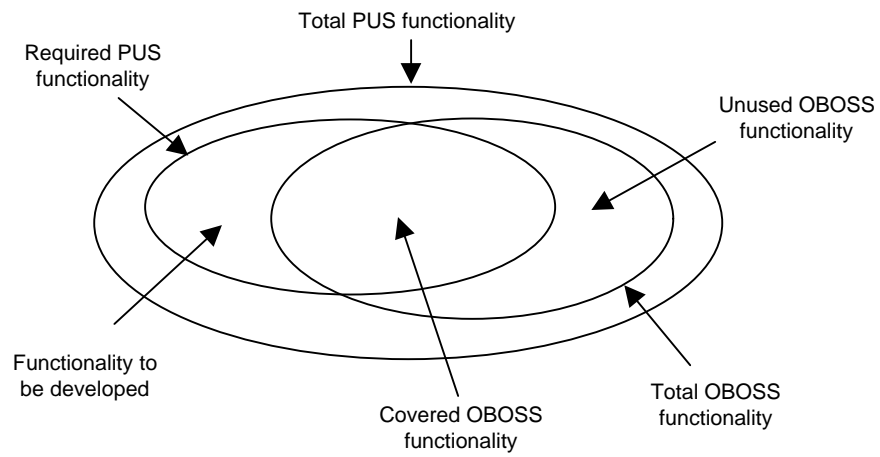 Total PUS functionality
Required PUS
functionality
Unused OBOSS
functionality
Functionality to
be developed
Covered OBOSS
functionality
Total OBOSS
functionality